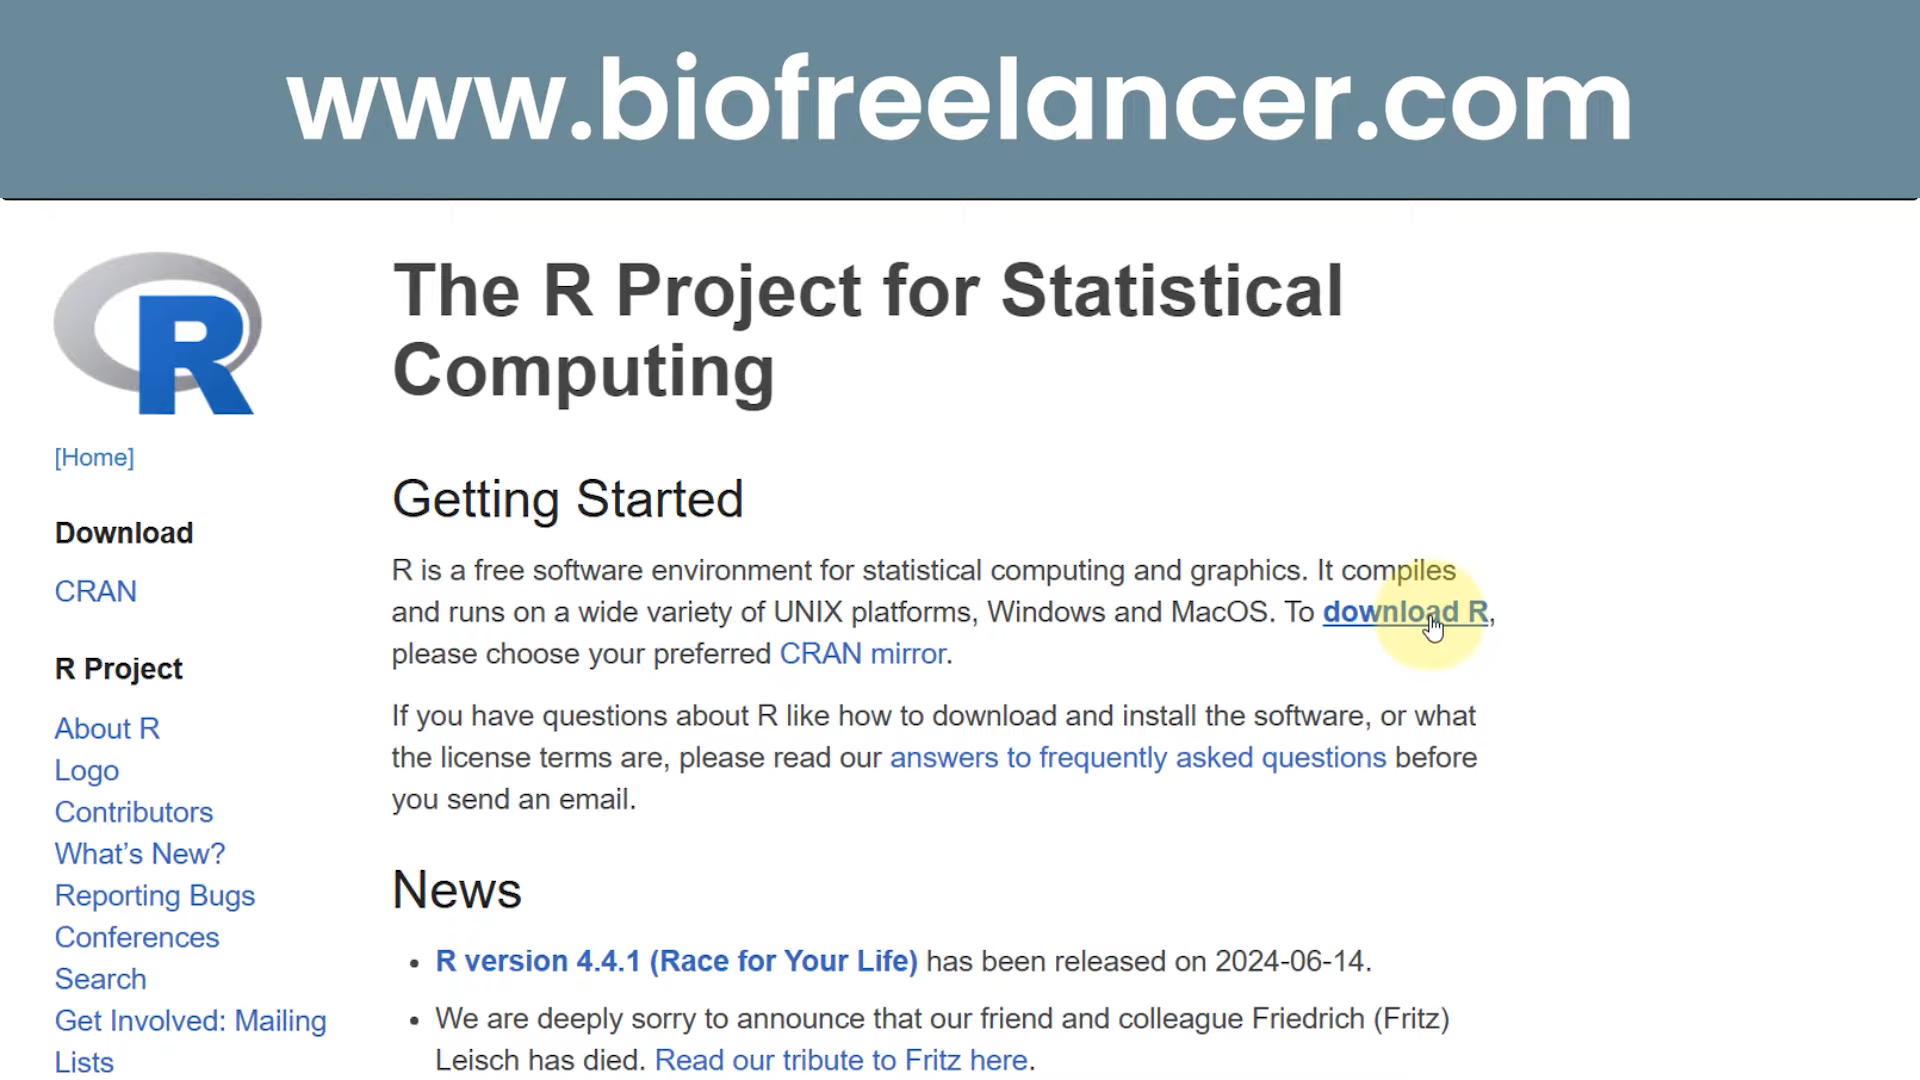 www.biofreelancer.com
R
The R Project for Statistical
Computing
[Home]
Download
CRAN
R Project
About R
Logo
Contributors
What's New?
Reporting Bugs
Conferences
Search
Get Involved: Mailing
Lists
Getting Started
R is a free software environment for statistical computing and graphics. It compiles
and runs on a wide variety of UNIX platforms, Windows and MacOS. To download R,
please choose your preferred CRAN mirror.
If you have questions about R like how to download and install the software, or what
the license terms are, please read our answers to frequently asked questions before
you send an email.
News
• R version 4.4.1 (Race for Your Life) has been released on 2024-06-14.
• We are deeply sorry to announce that our friend and colleague Friedrich (Fritz)
Leisch has died. Read our tribute to Fritz here.